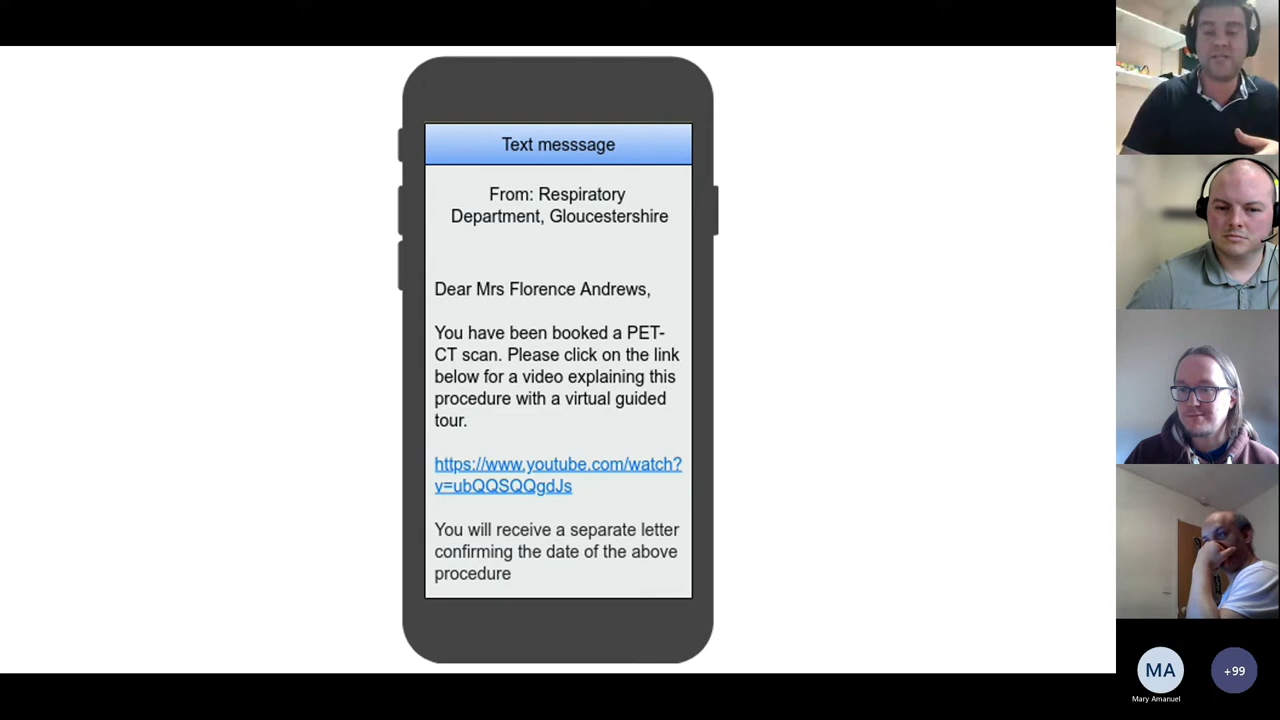 Text messsage
From: Respiratory
Department, Gloucestershire
Dear Mrs Florence Andrews,
You have been booked a PET-
CT scan. Please click on the link
below for a video explaining this
procedure with a virtual guided
tour.
https://www.youtube.com/watch?
v=ubQQSQQgdJs
You will receive a separate letter
confirming the date of the above
procedure
MA
+99
Mary Amanuel